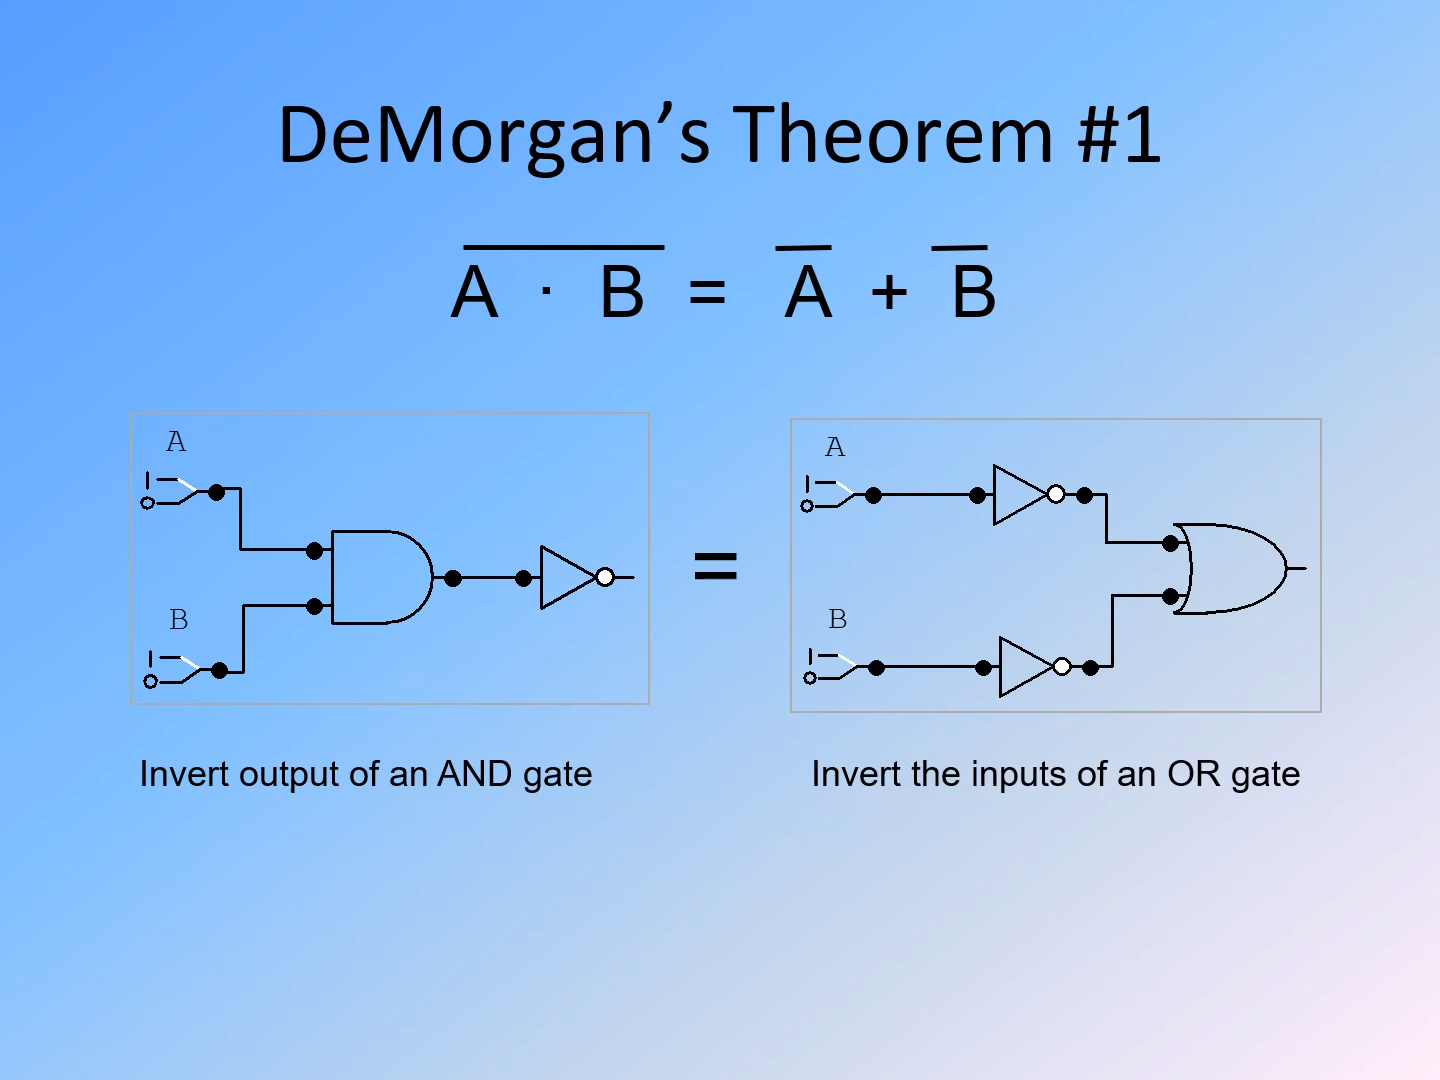 DeMorgan’s Theorem #1
A · B = A + B
A
A
B
B
=
Invert output of an AND gate
Invert the inputs of an OR gate